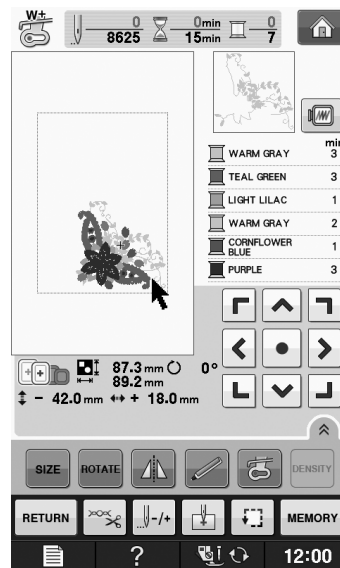 W+ 0 8625 0min 15min 0 7
min
WARM GRAY 3
TEAL GREEN 3
LIGHT LILAC 1
WARM GRAY 2
CORNFLOWER
BLUE 1
PURPLE 3
87.3 mm 0°
89.2 mm
- 42.0 mm + 18.0 mm
SIZE ROTATE DENSITY
RETURN -/+ MEMORY
? 12:00